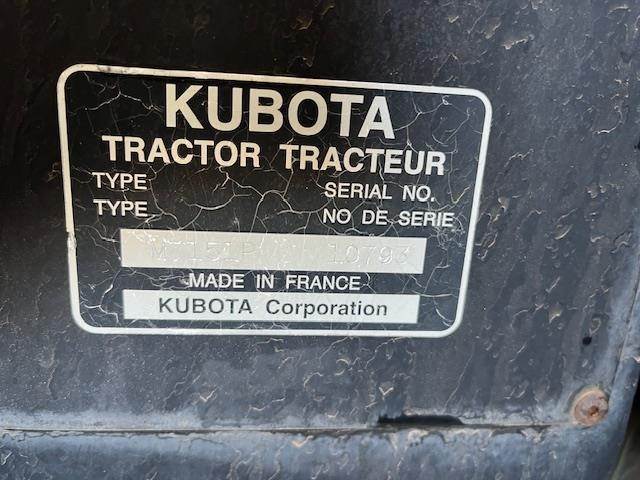 KUBOTA
TRACTOR TRACTEUR
TYPE SERIAL NO.
TYPE NO DE SERIE
10793
MADE IN FRANCE
KUBOTA Corporation